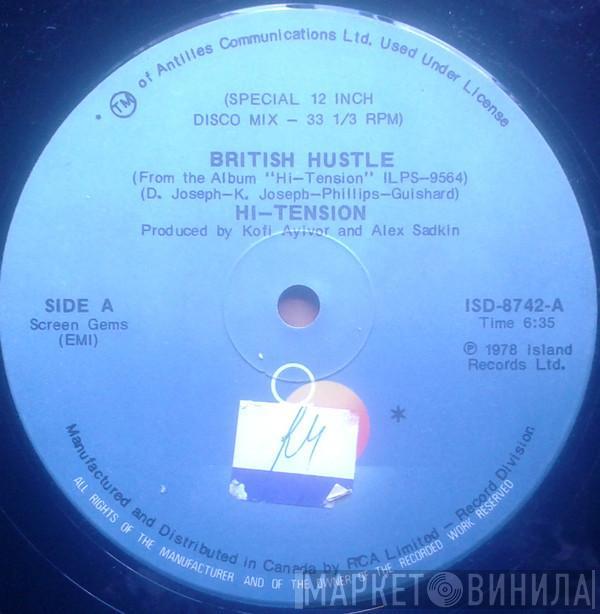 * TM of Antilles Communications Ltd. Used Under License
(SPECIAL 12 INCH
DISCO MIX – 33 1/3 RPM)
BRITISH HUSTLE
(From the Album "Hi-Tension" ILPS-9564)
(D. Joseph-K. Joseph-Phillips-Guishard)
HI-TENSION
Produced by Kofi Ayivor and Alex Sadkin
SIDE A
Screen Gems
(EMI)
ISD-8742-A
Time 6:35
℗ 1978 Island
Records Ltd.
*
Manufactured and Distributed in Canada by RCA Limited – Record Division
ALL RIGHTS OF THE MANUFACTURER AND OF THE OWNER OF THE RECORDED WORK RESERVED
МАРКЕТ ВИНИЛА